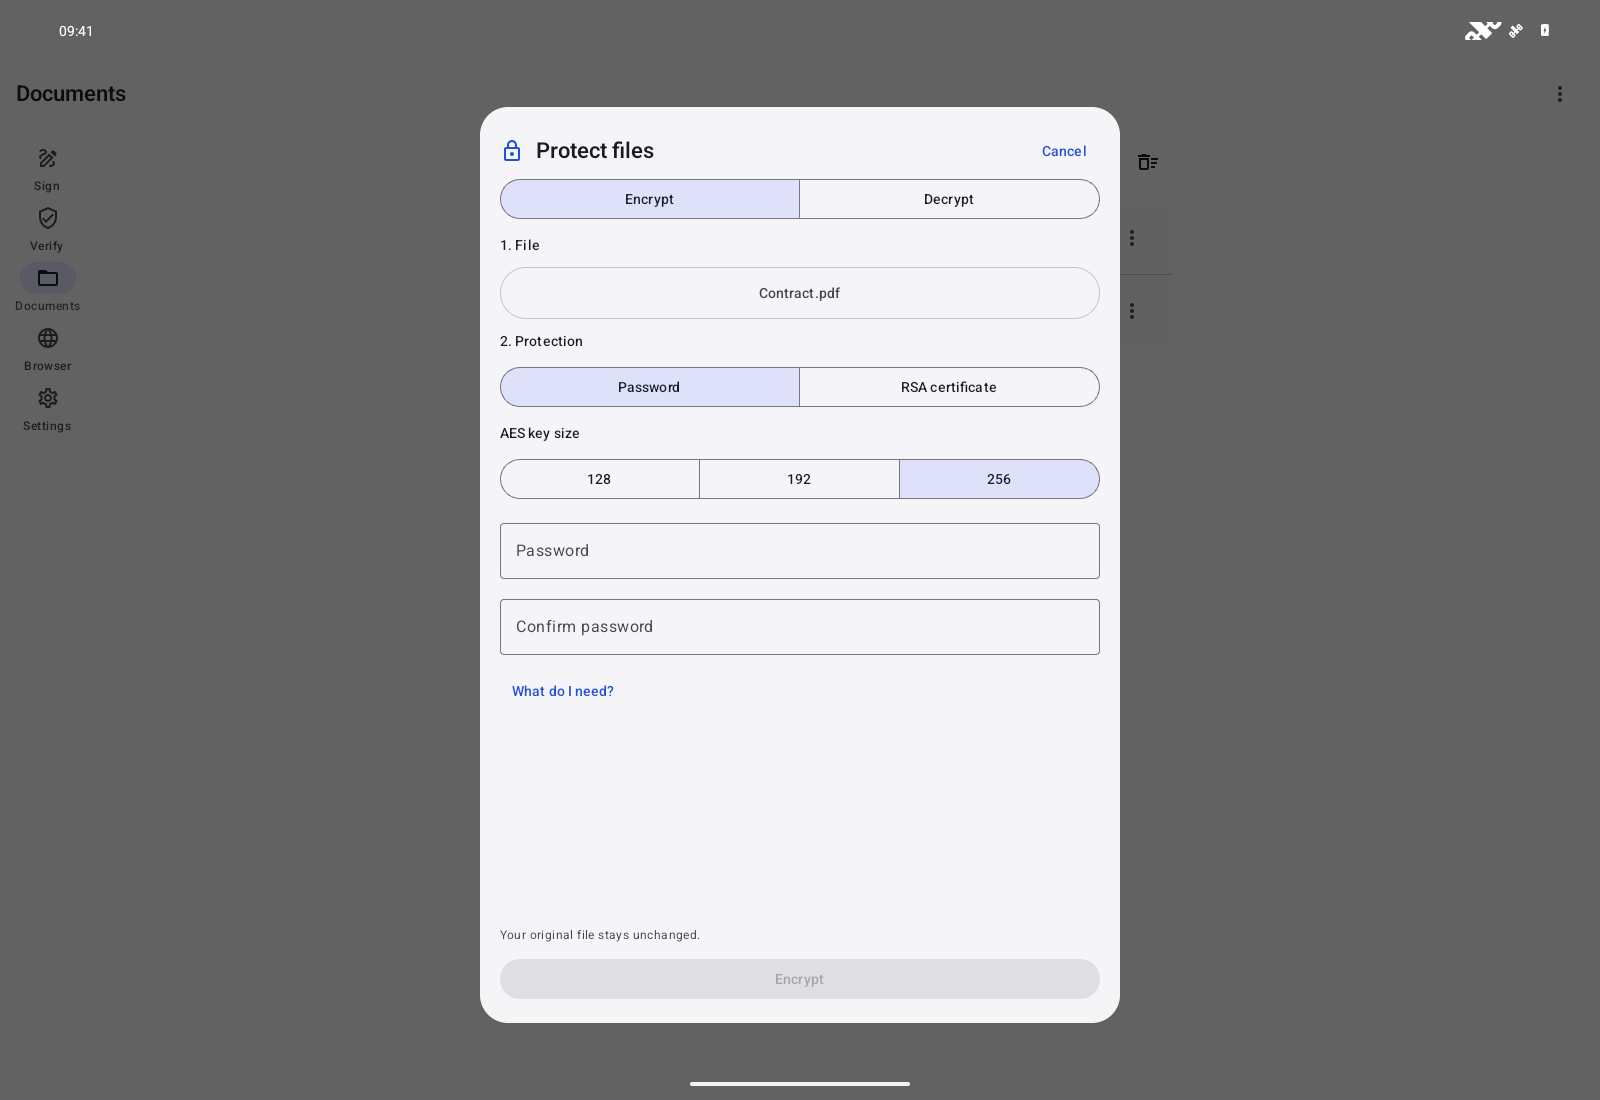 09:41
Documents
Sign
Verify
Documents
Browser
Settings
Protect files
Cancel
Encrypt
Decrypt
1. File
Contract.pdf
2. Protection
Password
RSA certificate
AES key size
128
192
256
Password
Confirm password
What do I need?
Your original file stays unchanged.
Encrypt